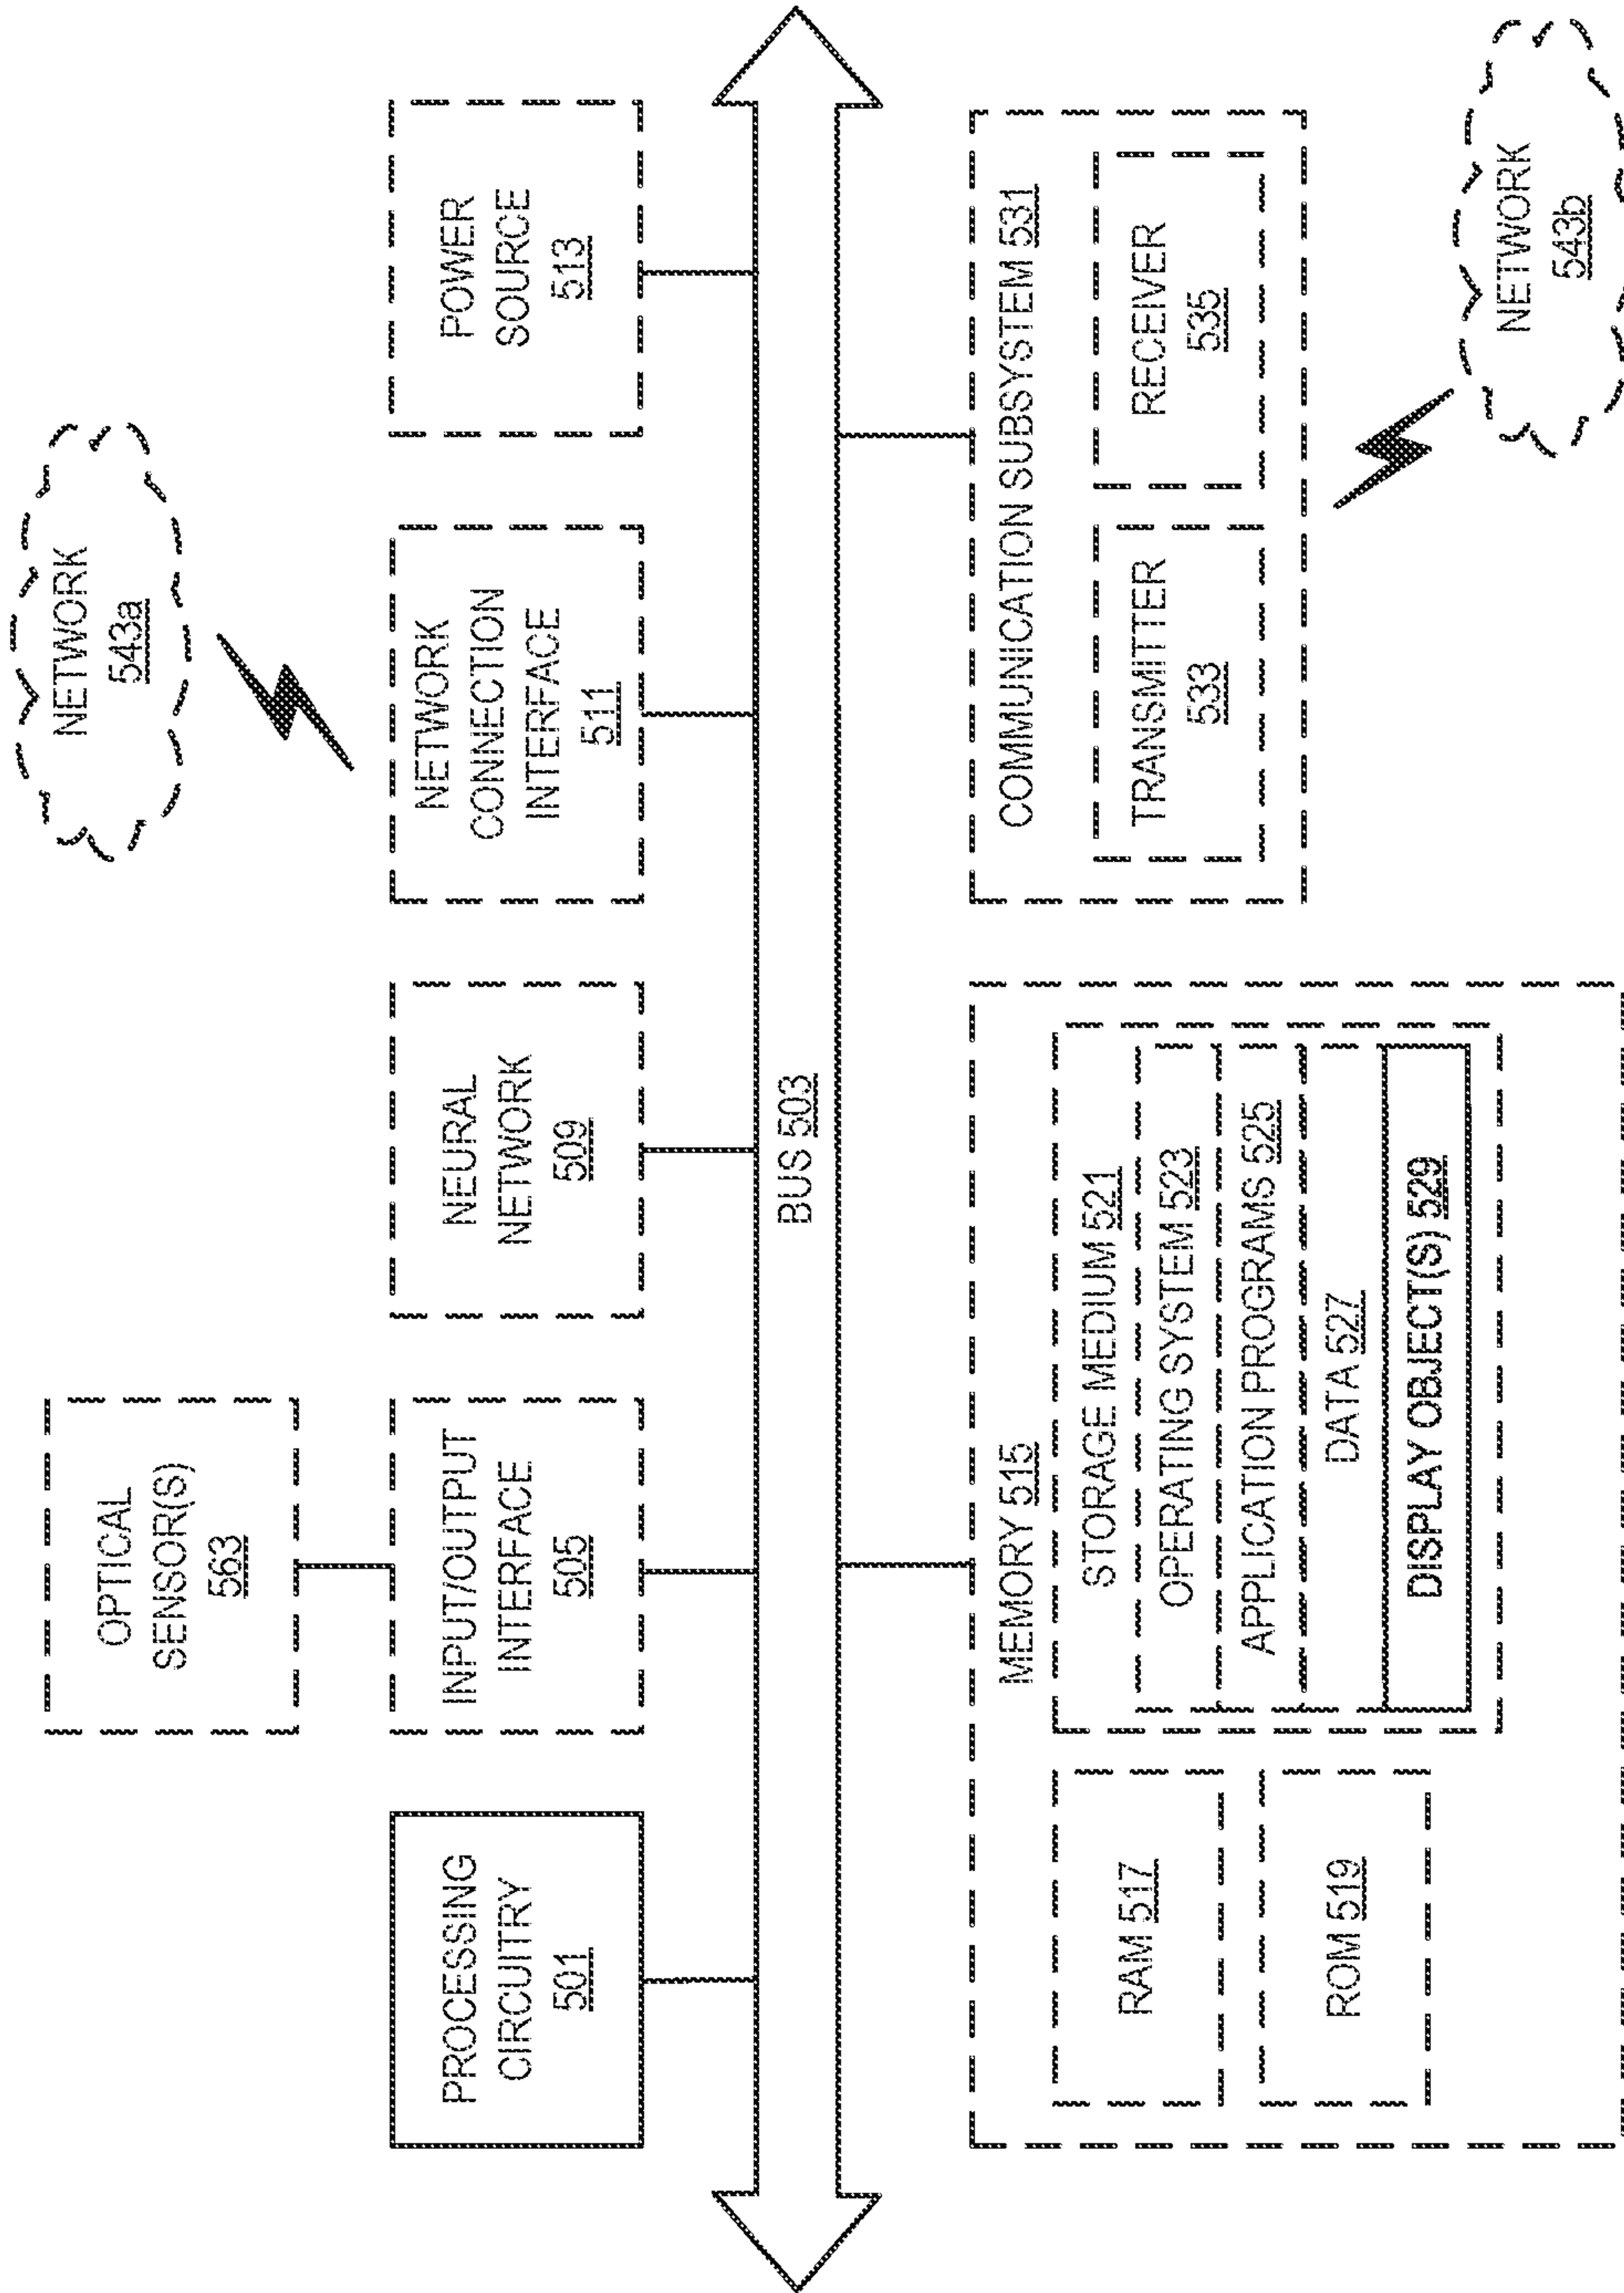 NETWORK
543a
OPTICAL
SENSOR(S)
563
PROCESSING
CIRCUITRY
501
INPUT/OUTPUT
INTERFACE
505
NEURAL
NETWORK
509
NETWORK
CONNECTION
INTERFACE
511
POWER
SOURCE
513
BUS 503
MEMORY 515
RAM 517
ROM 519
STORAGE MEDIUM 521
OPERATING SYSTEM 523
APPLICATION PROGRAMS 525
DATA 527
DISPLAY OBJECT(S) 529
COMMUNICATION SUBSYSTEM 531
TRANSMITTER
533
RECEIVER
535
NETWORK
543b